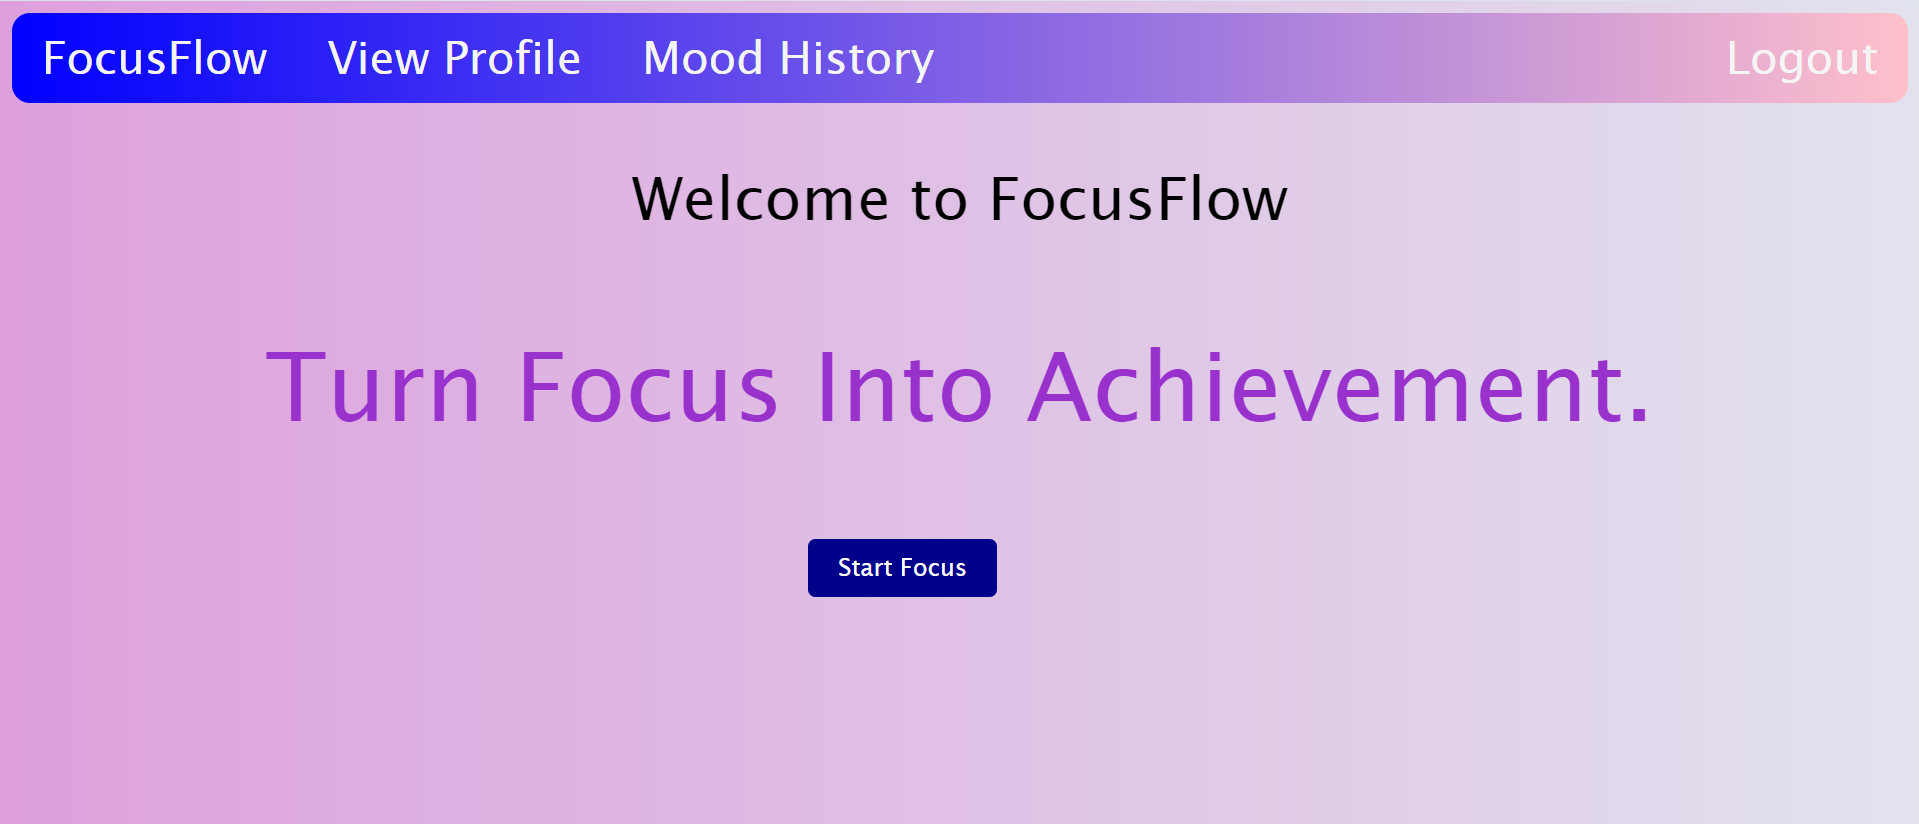 FocusFlow View Profile Mood History Logout
Welcome to FocusFlow
Turn Focus Into Achievement.
Start Focus